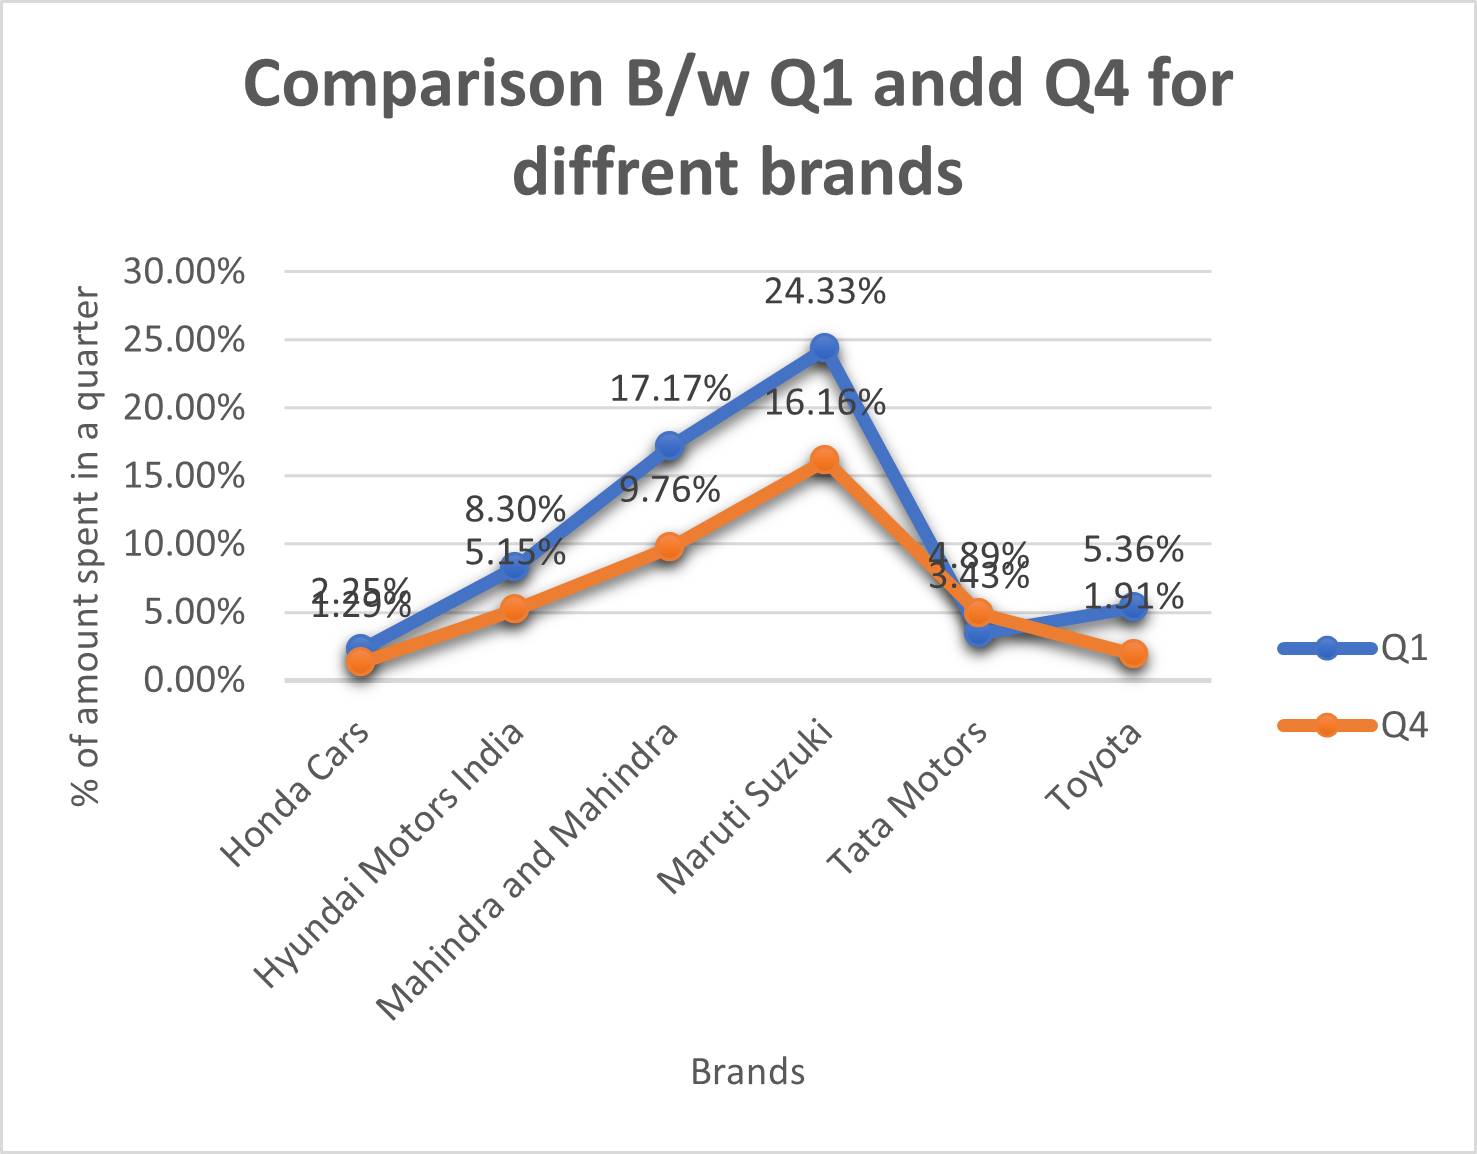 Comparison B/w Q1 andd Q4 for
diffrent brands
% of amount spent in a quarter
30.00%
25.00%
20.00%
15.00%
10.00%
5.00%
0.00%
24.33%
17.17%
16.16%
9.76%
8.30%
5.15%
4.89%
3.43%
5.36%
1.91%
2.25%
1.29%
Q1
Q4
Honda Cars
Hyundai Motors India
Mahindra and Mahindra
Maruti Suzuki
Tata Motors
Toyota
Brands